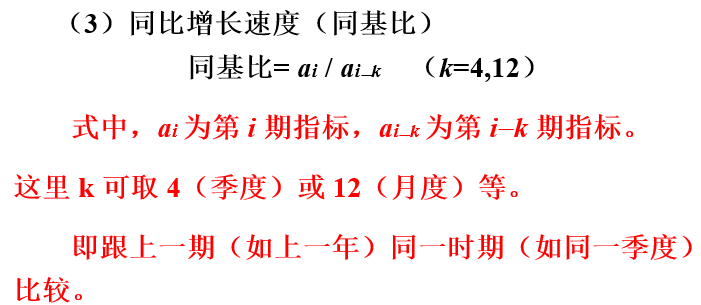 （3）同比增长速度（同基比）
同基比= ai / ai–k （k=4,12）
式中，ai 为第 i 期指标，ai–k 为第 i–k 期指标。
这里 k 可取 4（季度）或 12（月度）等。
即跟上一期（如上一年）同一时期（如同一季度）
比较。